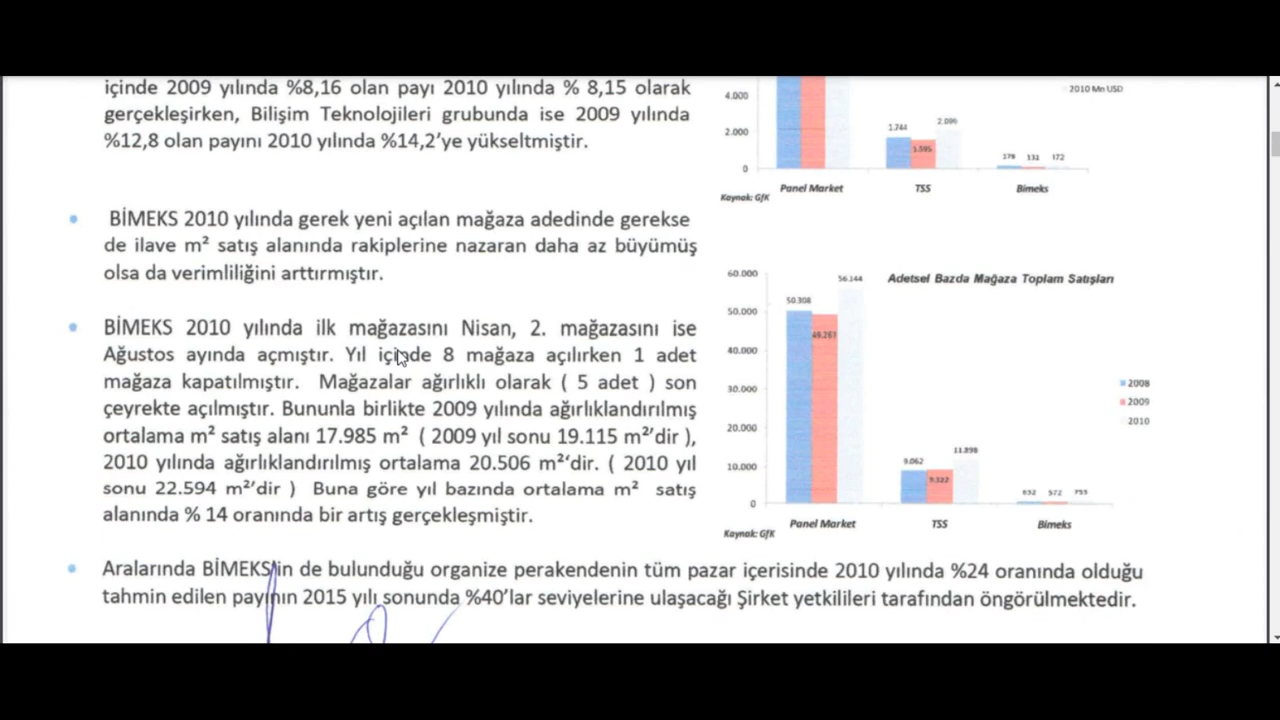 içinde 2009 yılında %8,16 olan payı 2010 yılında % 8,15 olarak
gerçekleşirken, Bilişim Teknolojileri grubunda ise 2009 yılında
%12,8 olan payını 2010 yılında %14,2’ye yükseltmiştir.
BİMEKS 2010 yılında gerek yeni açılan mağaza adedinde gerekse
de ilave m² satış alanında rakiplerine nazaran daha az büyümüş
olsa da verimliliğini arttırmıştır.
BİMEKS 2010 yılında ilk mağazasını Nisan, 2. mağazasını ise
Ağustos ayında açmıştır. Yıl içinde 8 mağaza açılırken 1 adet
mağaza kapatılmıştır. Mağazalar ağırlıklı olarak ( 5 adet ) son
çeyrekte açılmıştır. Bununla birlikte 2009 yılında ağırlıklandırılmış
ortalama m² satış alanı 17.985 m² ( 2009 yıl sonu 19.115 m²’dir ),
2010 yılında ağırlıklandırılmış ortalama 20.506 m²‘dir. ( 2010 yıl
sonu 22.594 m²’dir ) Buna göre yıl bazında ortalama m² satış
alanında % 14 oranında bir artış gerçekleşmiştir.
4.000
2010 Mn USD
2.000
1.744
1.595
2.096
131
172
0
Panel Market
TSS
Bimeks
Kaynak: GfK
60.000
Adetsel Bazda Mağaza Toplam Satışları
56.144
50.308
50.000
49.267
40.000
2008
30.000
2009
2010
20.000
9.062
11.898
10.000
632
572
0
Panel Market
TSS
Bimeks
Kaynak: GfK
Aralarında BİMEKS’in de bulunduğu organize perakendenin tüm pazar içerisinde 2010 yılında %24 oranında olduğu
tahmin edilen payının 2015 yılı sonunda %40’lar seviyelerine ulaşacağı Şirket yetkilileri tarafından öngörülmektedir.